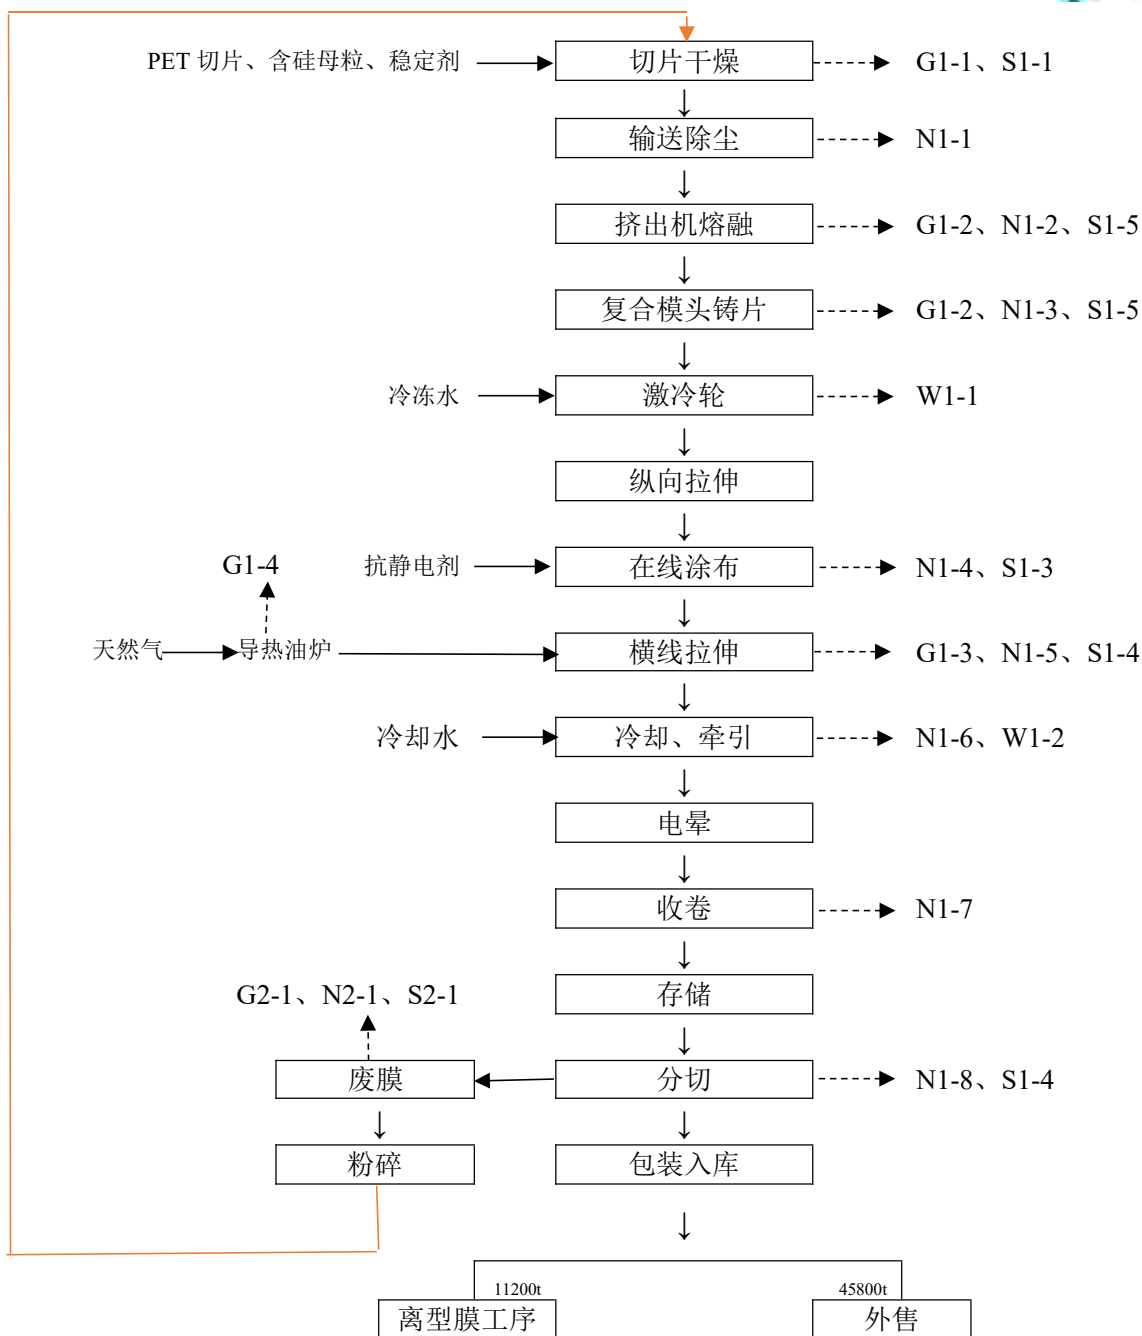 PET 切片、含硅母粒、稳定剂 切片干燥 G1-1、S1-1
输送除尘 N1-1
挤出机熔融 G1-2、N1-2、S1-5
复合模头铸片 G1-2、N1-3、S1-5
冷冻水 激冷轮 W1-1
纵向拉伸
G1-4 抗静电剂 在线涂布 N1-4、S1-3
天然气 导热油炉 横线拉伸 G1-3、N1-5、S1-4
冷却水 冷却、牵引 N1-6、W1-2
电晕
收卷 N1-7
G2-1、N2-1、S2-1 存储
废膜 分切 N1-8、S1-4
粉碎 包装入库
11200t 45800t
离型膜工序 外售